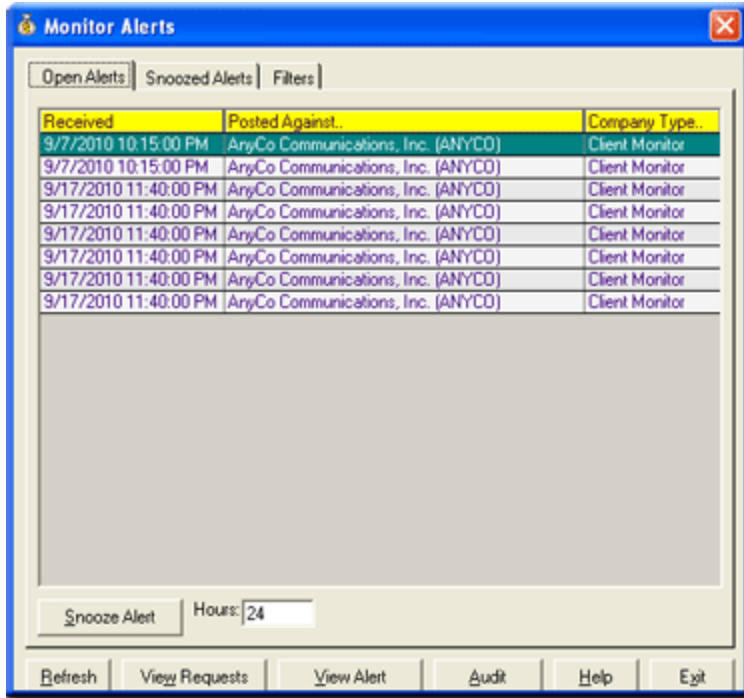 Monitor Alerts
Open Alerts Snoozed Alerts Filters
Received Posted Against.. Company Type..
9/7/2010 10:15:00 PM AnyCo Communications, Inc. (ANYCO) Client Monitor
9/7/2010 10:15:00 PM AnyCo Communications, Inc. (ANYCO) Client Monitor
9/17/2010 11:40:00 PM AnyCo Communications, Inc. (ANYCO) Client Monitor
9/17/2010 11:40:00 PM AnyCo Communications, Inc. (ANYCO) Client Monitor
9/17/2010 11:40:00 PM AnyCo Communications, Inc. (ANYCO) Client Monitor
9/17/2010 11:40:00 PM AnyCo Communications, Inc. (ANYCO) Client Monitor
9/17/2010 11:40:00 PM AnyCo Communications, Inc. (ANYCO) Client Monitor
9/17/2010 11:40:00 PM AnyCo Communications, Inc. (ANYCO) Client Monitor
Snooze Alert Hours: 24
Refresh View Requests View Alert Audit Help Exit